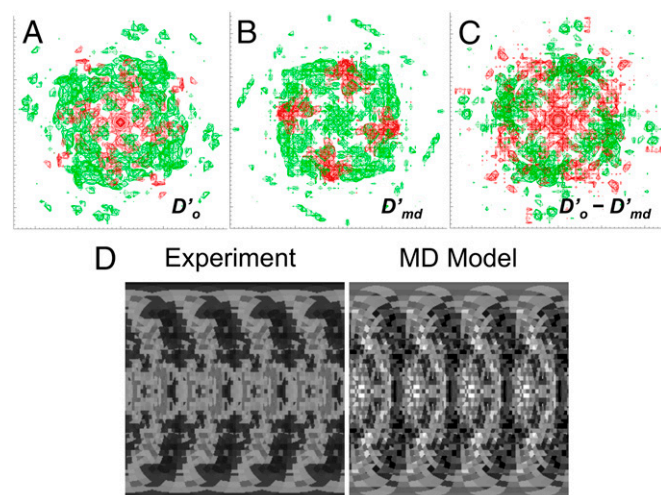 A
B
C
D'o
D'md
D'o − D'md
D
Experiment
MD Model